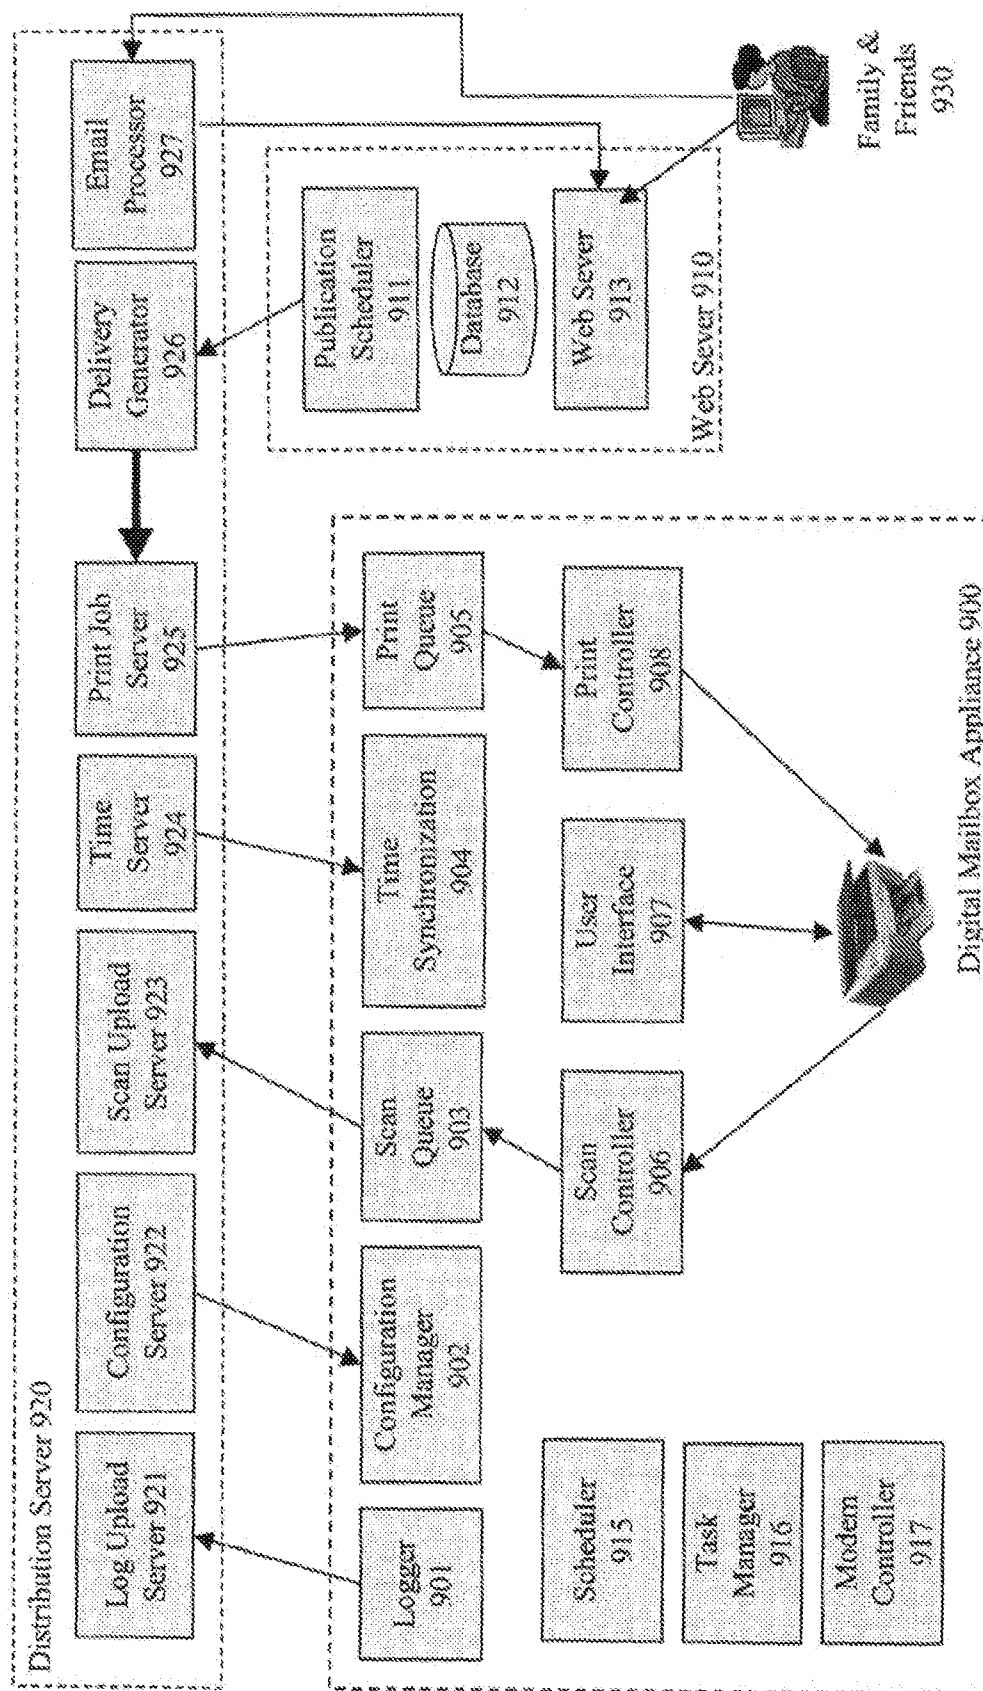 Distribution Server 920
Log Upload
Server 921
Configuration
Server 922
Scan Upload
Server 923
Time
Server
924
Print Job
Server
925
Delivery
Generator
926
Email
Processor
927
Logger
901
Configuration
Manager
902
Scan
Queue
903
Time
Synchronization
904
Print
Queue
905
Publication
Scheduler
911
Database
912
Web Sever
913
Web Sever 910
Scheduler
915
Task
Manager
916
Modem
Controller
917
Scan
Controller
906
User
Interface
907
Print
Controller
908
Digital Mailbox Appliance 900
Family &
Friends
930